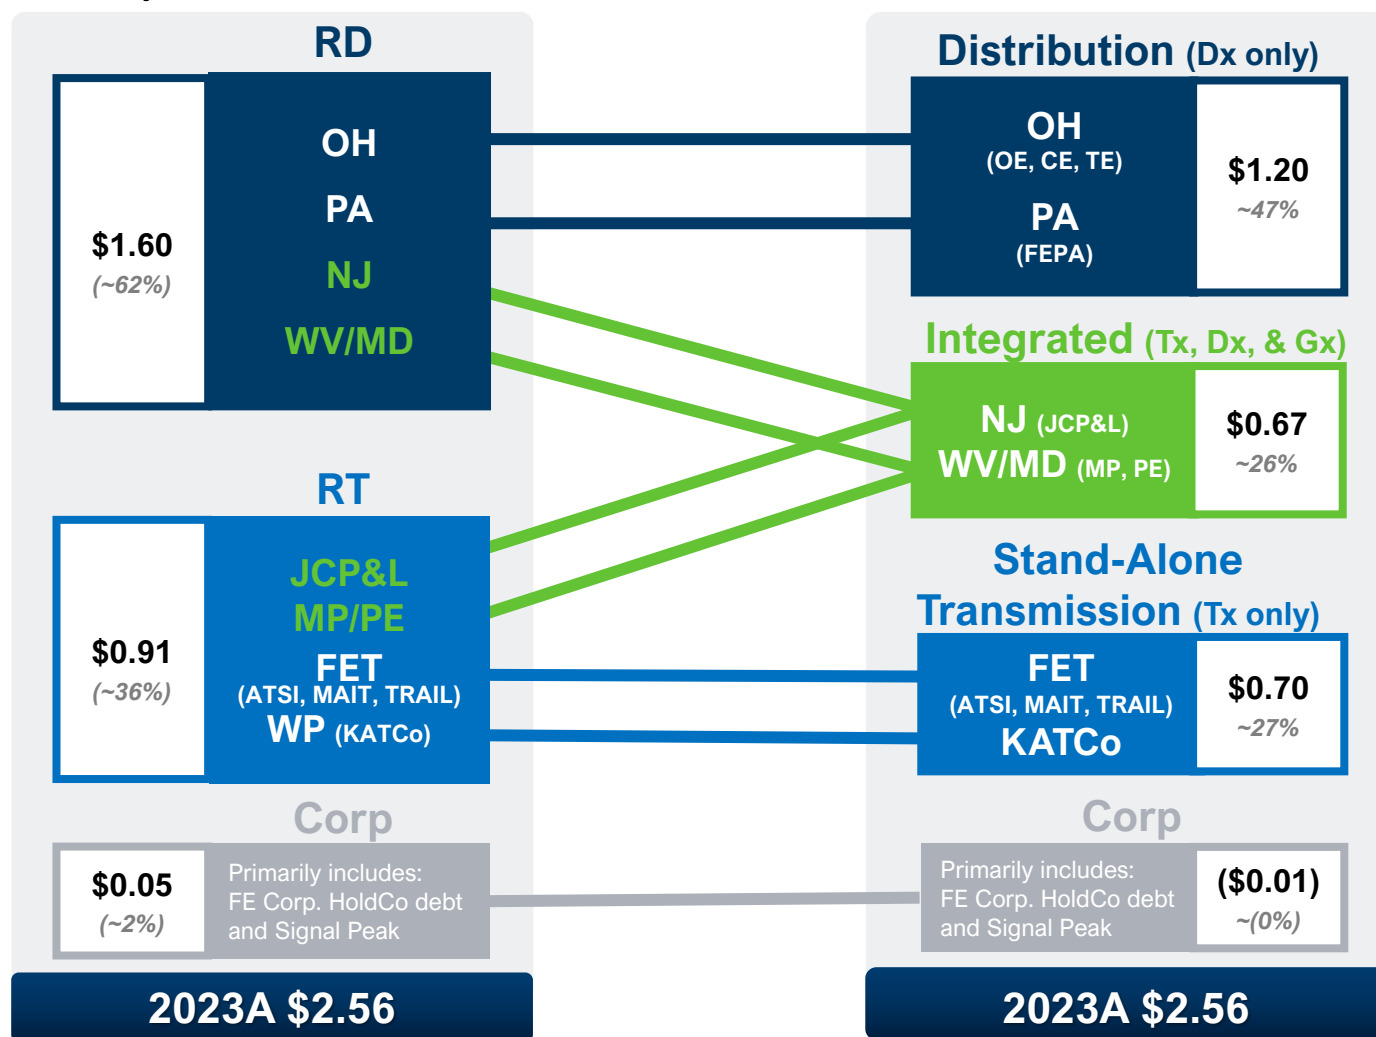 RD
$1.60
(~62%)
OH
PA
NJ
WV/MD
RT
$0.91
(~36%)
JCP&L
MP/PE
FET
(ATSI, MAIT, TRAIL)
WP (KATCo)
Corp
$0.05
(~2%)
Primarily includes:
FE Corp. HoldCo debt
and Signal Peak
2023A $2.56
Distribution (Dx only)
OH
(OE, CE, TE)
PA
(FEPA)
$1.20
~47%
Integrated (Tx, Dx, & Gx)
NJ (JCP&L)
WV/MD (MP, PE)
$0.67
~26%
Stand-Alone
Transmission (Tx only)
FET
(ATSI, MAIT, TRAIL)
KATCo
$0.70
~27%
Corp
Primarily includes:
FE Corp. HoldCo debt
and Signal Peak
($0.01)
~(0%)
2023A $2.56